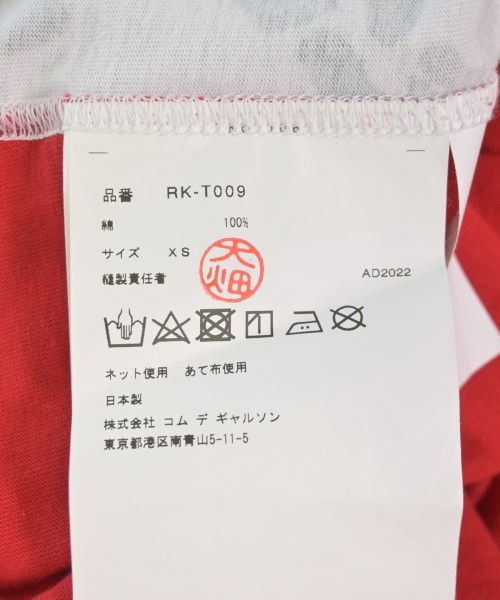 品番 RK-T009
綿 100%
サイズ XS
縫製責任者 大畑 AD2022
ネット使用 あて布使用
日本製
株式会社 コム デ ギャルソン
東京都港区南青山5-11-5